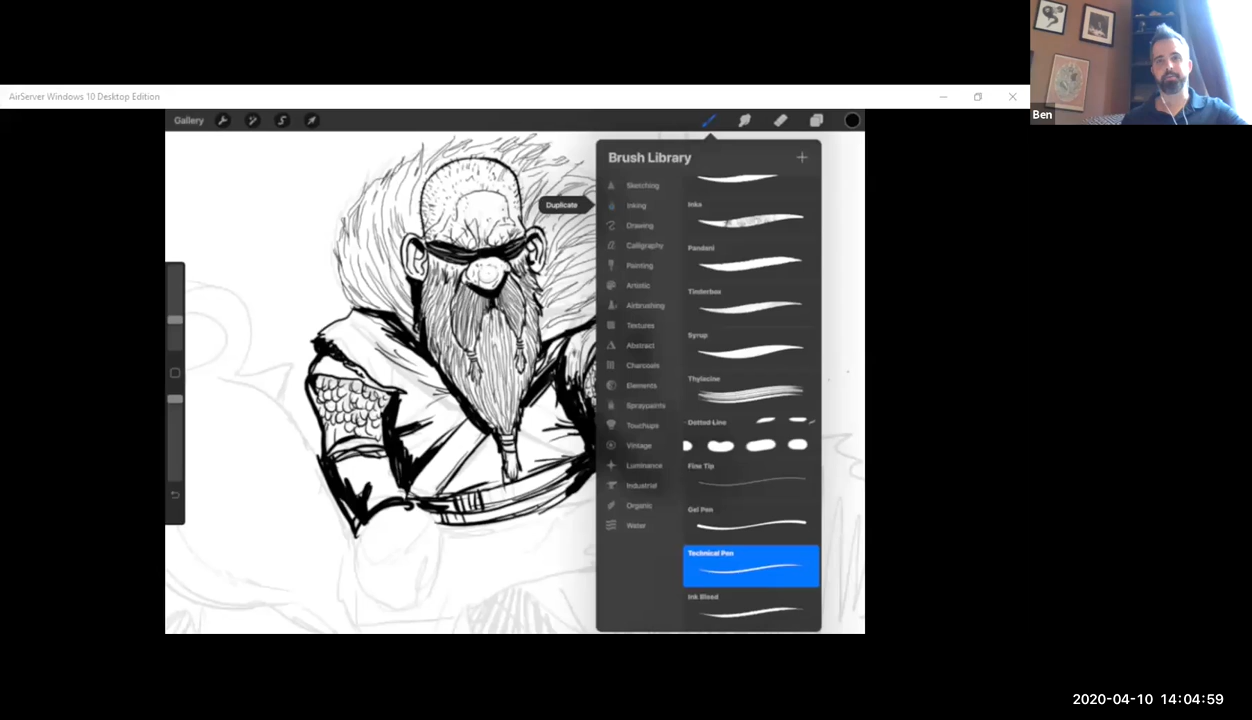 Ben
AirServer Windows 10 Desktop Edition
Gallery
Brush Library
Duplicate
Sketching
Inking
Drawing
Calligraphy
Painting
Artistic
Airbrushing
Textures
Abstract
Charcoals
Elements
Spraypaints
Touchups
Vintage
Luminance
Industrial
Organic
Water
Inka
Pandani
Tinderbox
Syrup
Thylacine
Dotted Line
Fine Tip
Gel Pen
Technical Pen
Ink Bleed
2020-04-10 14:04:59